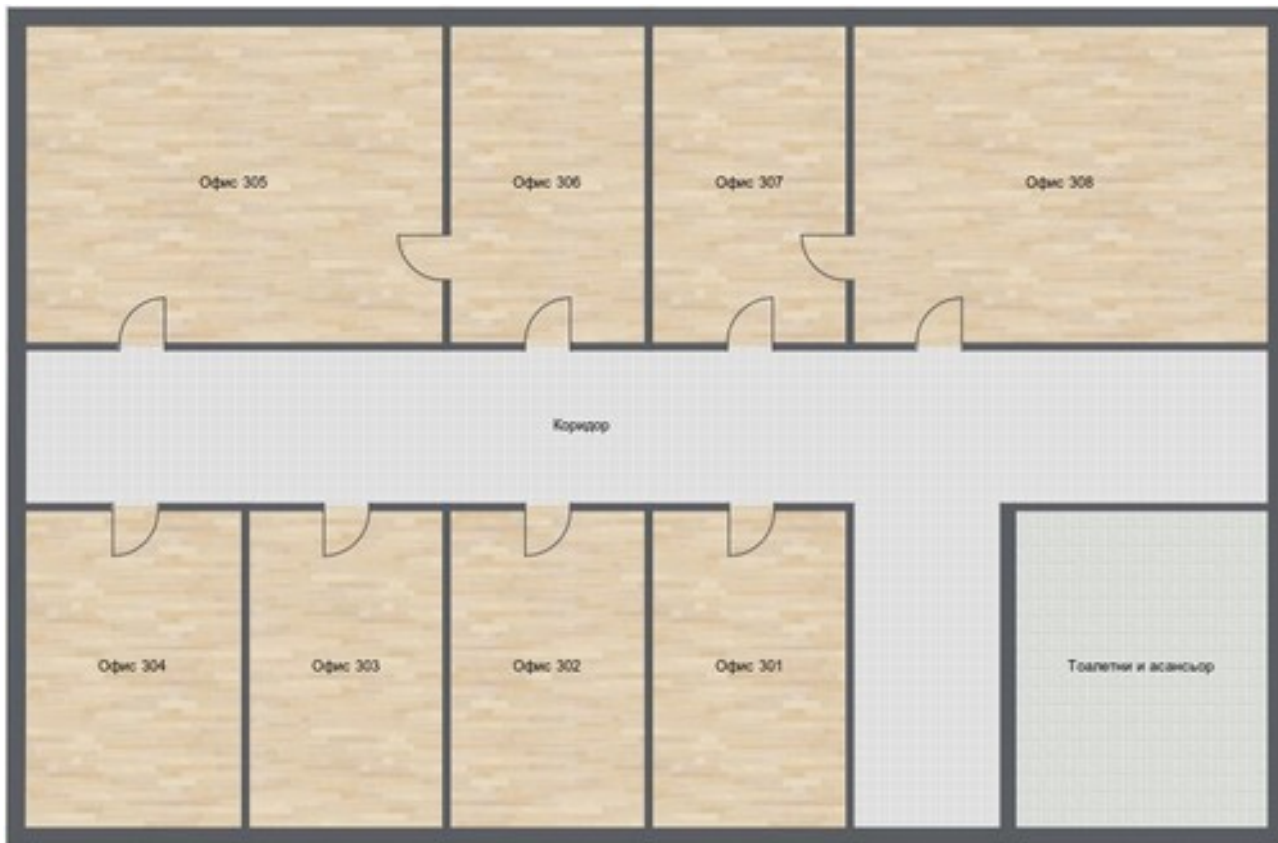 Офис 305
Офис 306
Офис 307
Офис 308
Коридор
Офис 304
Офис 303
Офис 302
Офис 301
Тоалетни и асансьор